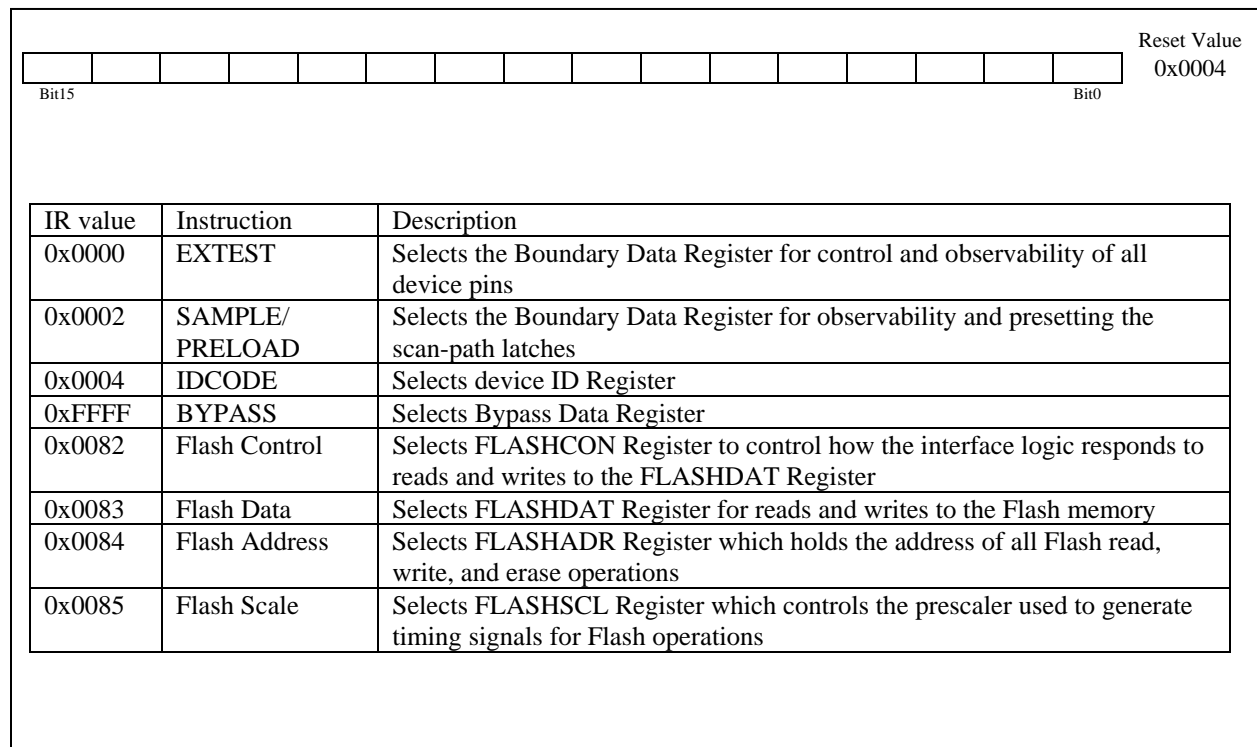 Reset Value
0x0004
Bit15 Bit0
IR value Instruction Description
0x0000 EXTEST Selects the Boundary Data Register for control and observability of all
device pins
0x0002 SAMPLE/ Selects the Boundary Data Register for observability and presetting the
PRELOAD scan-path latches
0x0004 IDCODE Selects device ID Register
0xFFFF BYPASS Selects Bypass Data Register
0x0082 Flash Control Selects FLASHCON Register to control how the interface logic responds to
reads and writes to the FLASHDAT Register
0x0083 Flash Data Selects FLASHDAT Register for reads and writes to the Flash memory
0x0084 Flash Address Selects FLASHADR Register which holds the address of all Flash read,
write, and erase operations
0x0085 Flash Scale Selects FLASHSCL Register which controls the prescaler used to generate
timing signals for Flash operations